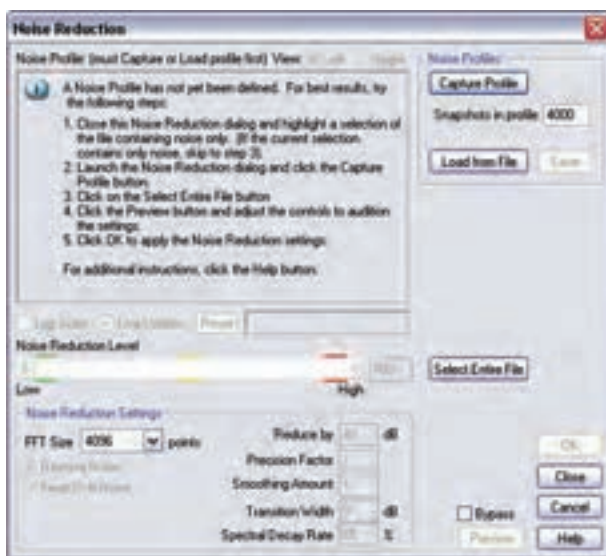 Noise Reduction
Noise Profile: (must Capture or Load profile first) View:
A Noise Profile has not yet been defined. For best results, try
the following steps:
1. Close this Noise Reduction dialog and highlight a selection of
the file containing noise only. (If the current selection
contains only noise, skip to step 3).
2. Launch the Noise Reduction dialog and click the Capture
Profile button
3. Click on the Select Entire File button
4. Click the Preview button and adjust the controls to audition
the settings
5. Click OK to apply the Noise Reduction settings
For additional instructions, click the Help button.
Noise Profiles
Capture Profile
Snapshots in profile 4000
Load from File Save
Log Scale Live Update Reset
Noise Reduction Level
Low High
Select Entire File
Noise Reduction Settings
FFT Size 4096 points
Reduce by dB
Precision Factor
Smoothing Amount
Transition Width dB
Spectral Decay Rate %
Bypass
Preview
OK
Close
Cancel
Help